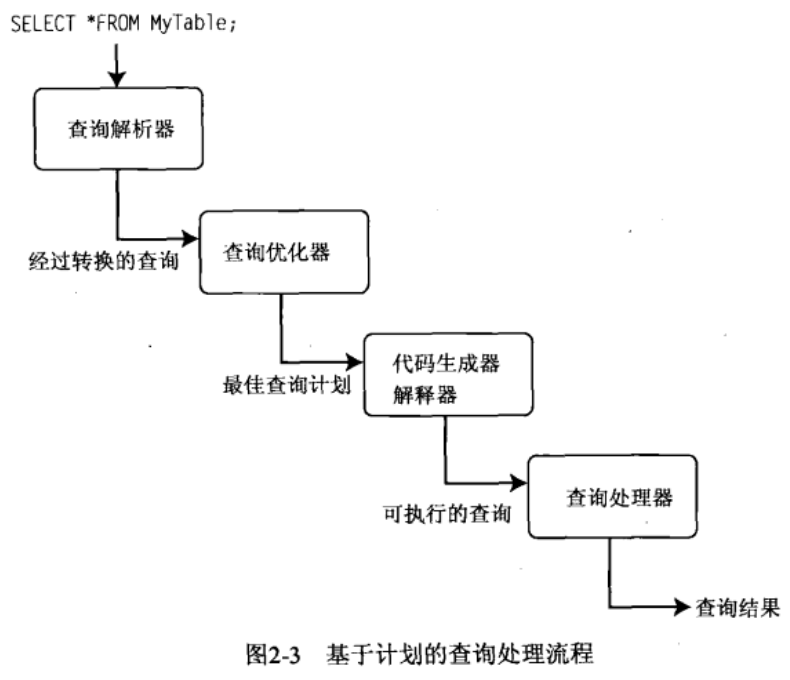 SELECT *FROM MyTable;
查询解析器
经过转换的查询
查询优化器
最佳查询计划
代码生成器
解释器
可执行的查询
查询处理器
查询结果
图2-3 基于计划的查询处理流程